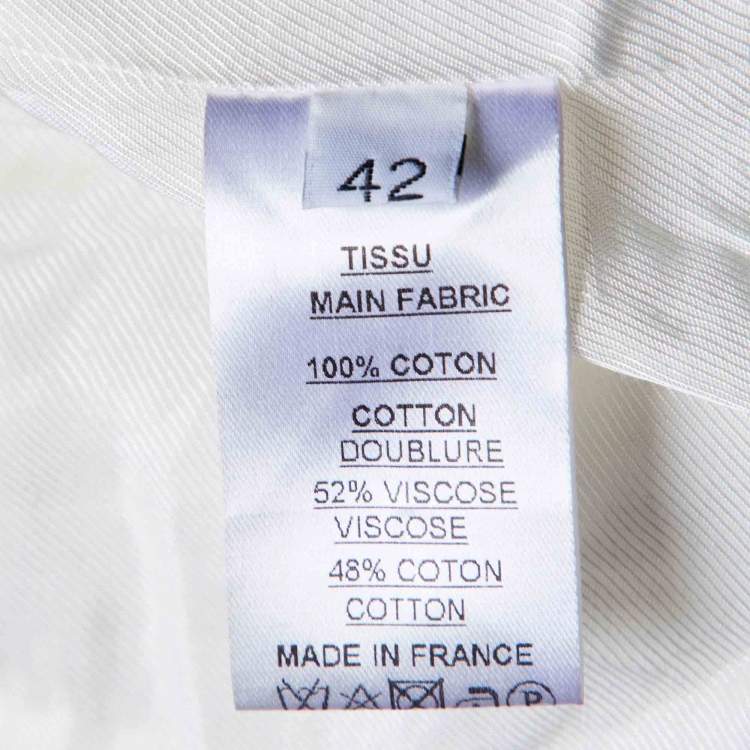 42
TISSU
MAIN FABRIC
100% COTON
COTTON
DOUBLURE
52% VISCOSE
VISCOSE
48% COTON
COTTON
MADE IN FRANCE
P